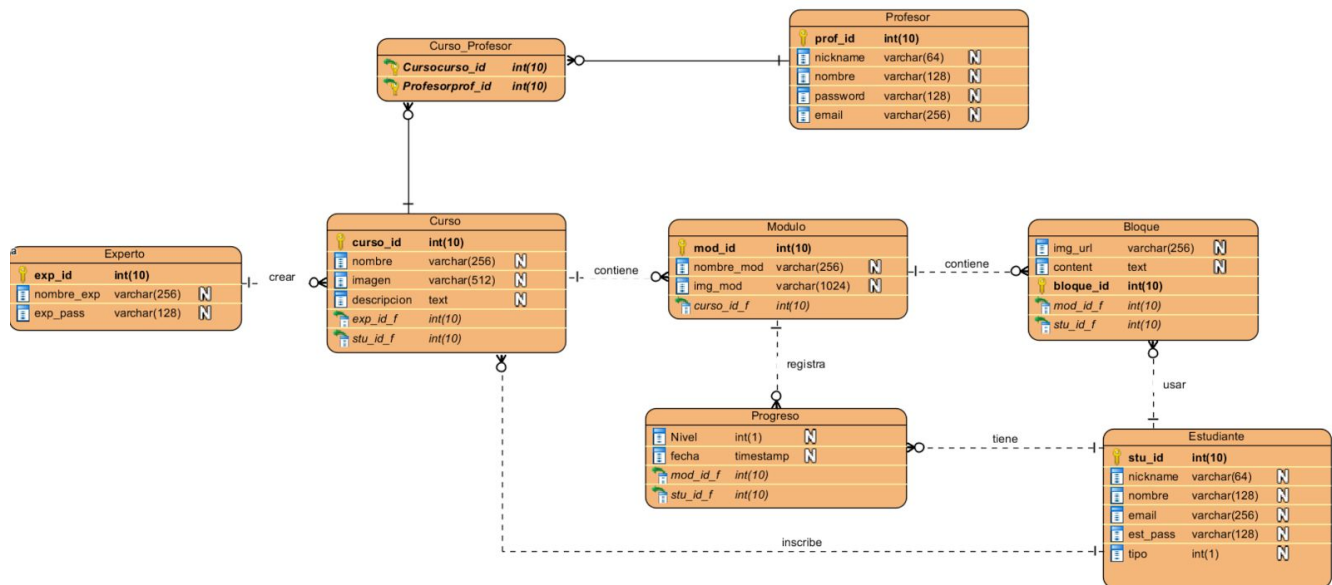 Profesor
prof_id int(10)
nickname varchar(64) N
nombre varchar(128) N
password varchar(128) N
email varchar(256) N
Curso_Profesor
Cursocurso_id int(10)
Profesorprof_id int(10)
Experto
exp_id int(10)
nombre_exp varchar(256) N
exp_pass varchar(128) N
crear
Curso
curso_id int(10)
nombre varchar(256) N
imagen varchar(512) N
descripcion text N
exp_id_f int(10)
stu_id_f int(10)
contiene
Modulo
mod_id int(10)
nombre_mod varchar(256) N
img_mod varchar(1024) N
curso_id_f int(10)
contiene
Bloque
img_url varchar(256) N
content text N
bloque_id int(10)
mod_id_f int(10)
stu_id_f int(10)
registra
usar
Progreso
Nivel int(1) N
fecha timestamp N
mod_id_f int(10)
stu_id_f int(10)
tiene
Estudiante
stu_id int(10)
nickname varchar(64) N
nombre varchar(128) N
email varchar(256) N
est_pass varchar(128) N
tipo int(1) N
inscribe